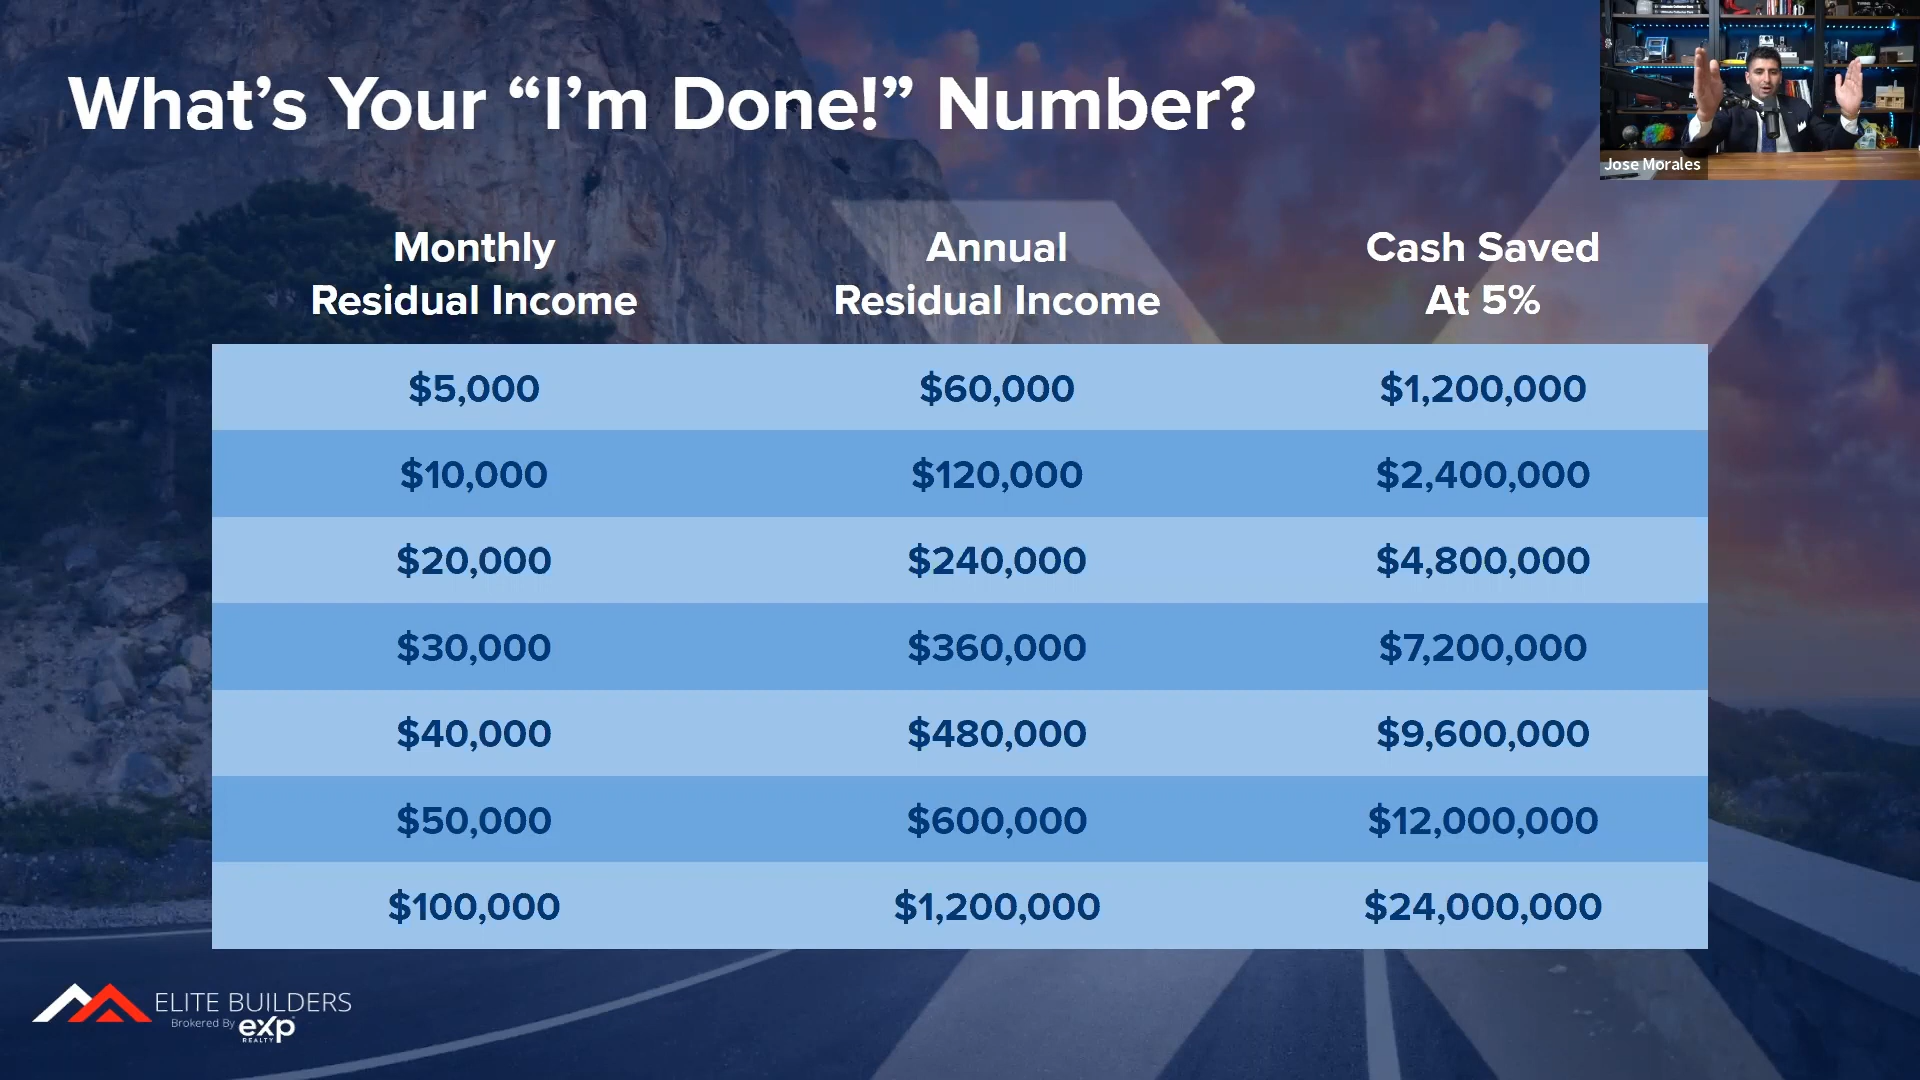 What's Your “I'm Done!” Number?
Jose Morales
Monthly
Residual Income
Annual
Residual Income
Cash Saved
At 5%
$5,000 $60,000 $1,200,000
$10,000 $120,000 $2,400,000
$20,000 $240,000 $4,800,000
$30,000 $360,000 $7,200,000
$40,000 $480,000 $9,600,000
$50,000 $600,000 $12,000,000
$100,000 $1,200,000 $24,000,000
ELITE BUILDERS
Brokered By eXp
REALTY